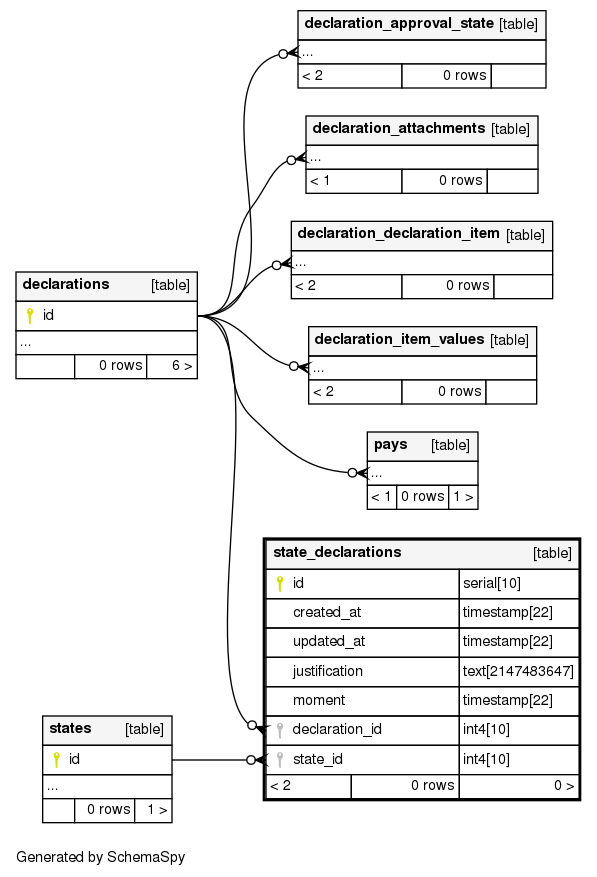 declaration_approval_state [table]
...
< 2 0 rows
declaration_attachments [table]
...
< 1 0 rows
declaration_declaration_item [table]
...
< 2 0 rows
declarations [table]
id
...
0 rows 6 >
declaration_item_values [table]
...
< 2 0 rows
pays [table]
...
< 1 0 rows 1 >
state_declarations [table]
id serial[10]
created_at timestamp[22]
updated_at timestamp[22]
justification text[2147483647]
moment timestamp[22]
declaration_id int4[10]
state_id int4[10]
< 2 0 rows 0 >
states [table]
id
...
0 rows 1 >
Generated by SchemaSpy